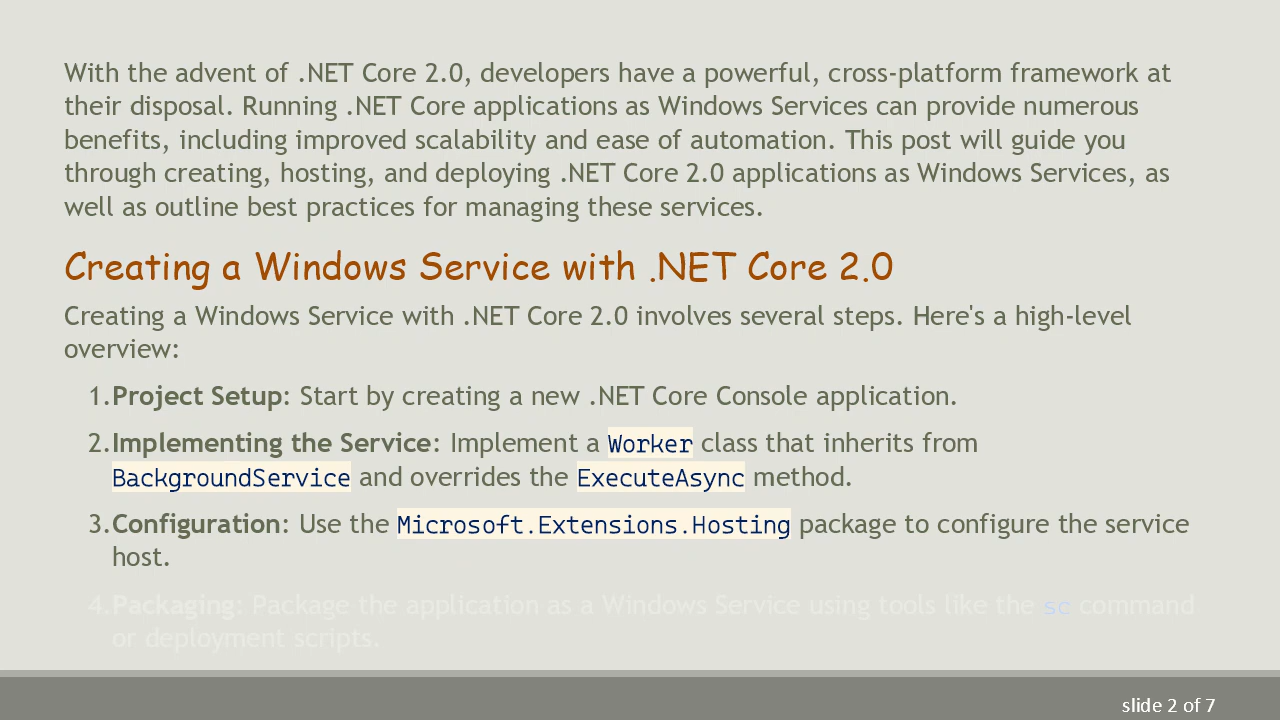 With the advent of .NET Core 2.0, developers have a powerful, cross-platform framework at
their disposal. Running .NET Core applications as Windows Services can provide numerous
benefits, including improved scalability and ease of automation. This post will guide you
through creating, hosting, and deploying .NET Core 2.0 applications as Windows Services, as
well as outline best practices for managing these services.
Creating a Windows Service with .NET Core 2.0
Creating a Windows Service with .NET Core 2.0 involves several steps. Here's a high-level
overview:
1.Project Setup: Start by creating a new .NET Core Console application.
2.Implementing the Service: Implement a Worker class that inherits from
BackgroundService and overrides the ExecuteAsync method.
3.Configuration: Use the Microsoft.Extensions.Hosting package to configure the service
host.
4.Packaging: Package the application as a Windows Service using tools like the sc command
or deployment scripts.
slide 2 of 7